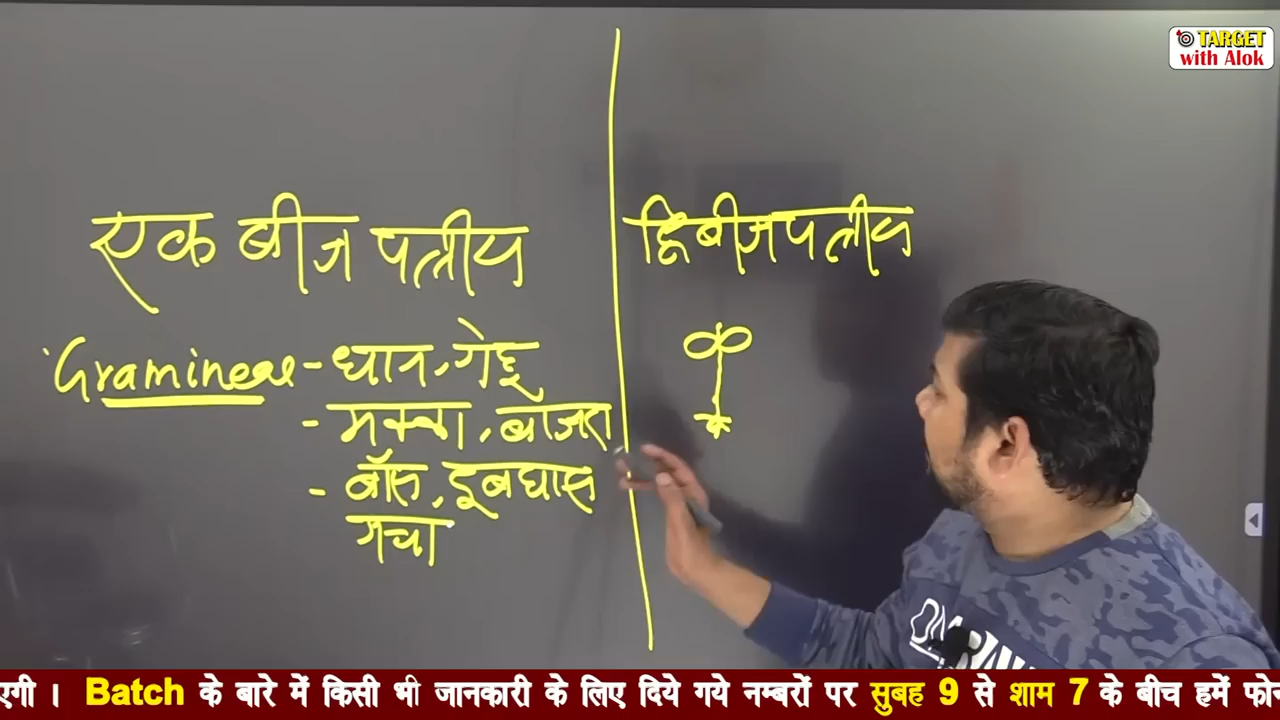 TARGET
with Alok
एक बीज पत्रीय
द्विबीजपत्रीय
Gramineae - धान, गेहू
- मक्का, बाजरा
- बाँस, दूबघास
गन्ना
एगी । Batch के बारे में किसी भी जानकारी के लिए दिये गये नम्बरों पर सुबह 9 से शाम 7 के बीच हमें फोन